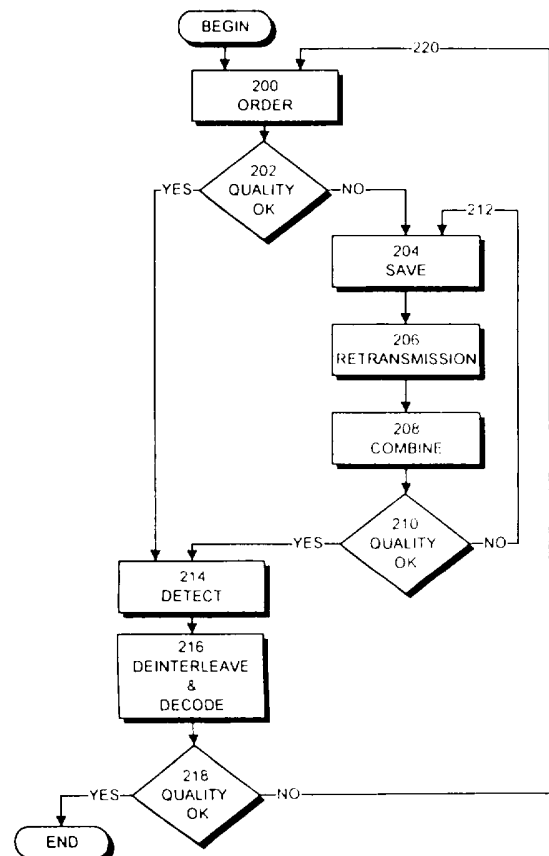 BEGIN
220
200
ORDER
202
QUALITY
OK
YES
NO
212
204
SAVE
206
RETRANSMISSION
208
COMBINE
210
QUALITY
OK
YES
NO
214
DETECT
216
DEINTERLEAVE
&
DECODE
218
QUALITY
OK
YES
NO
END